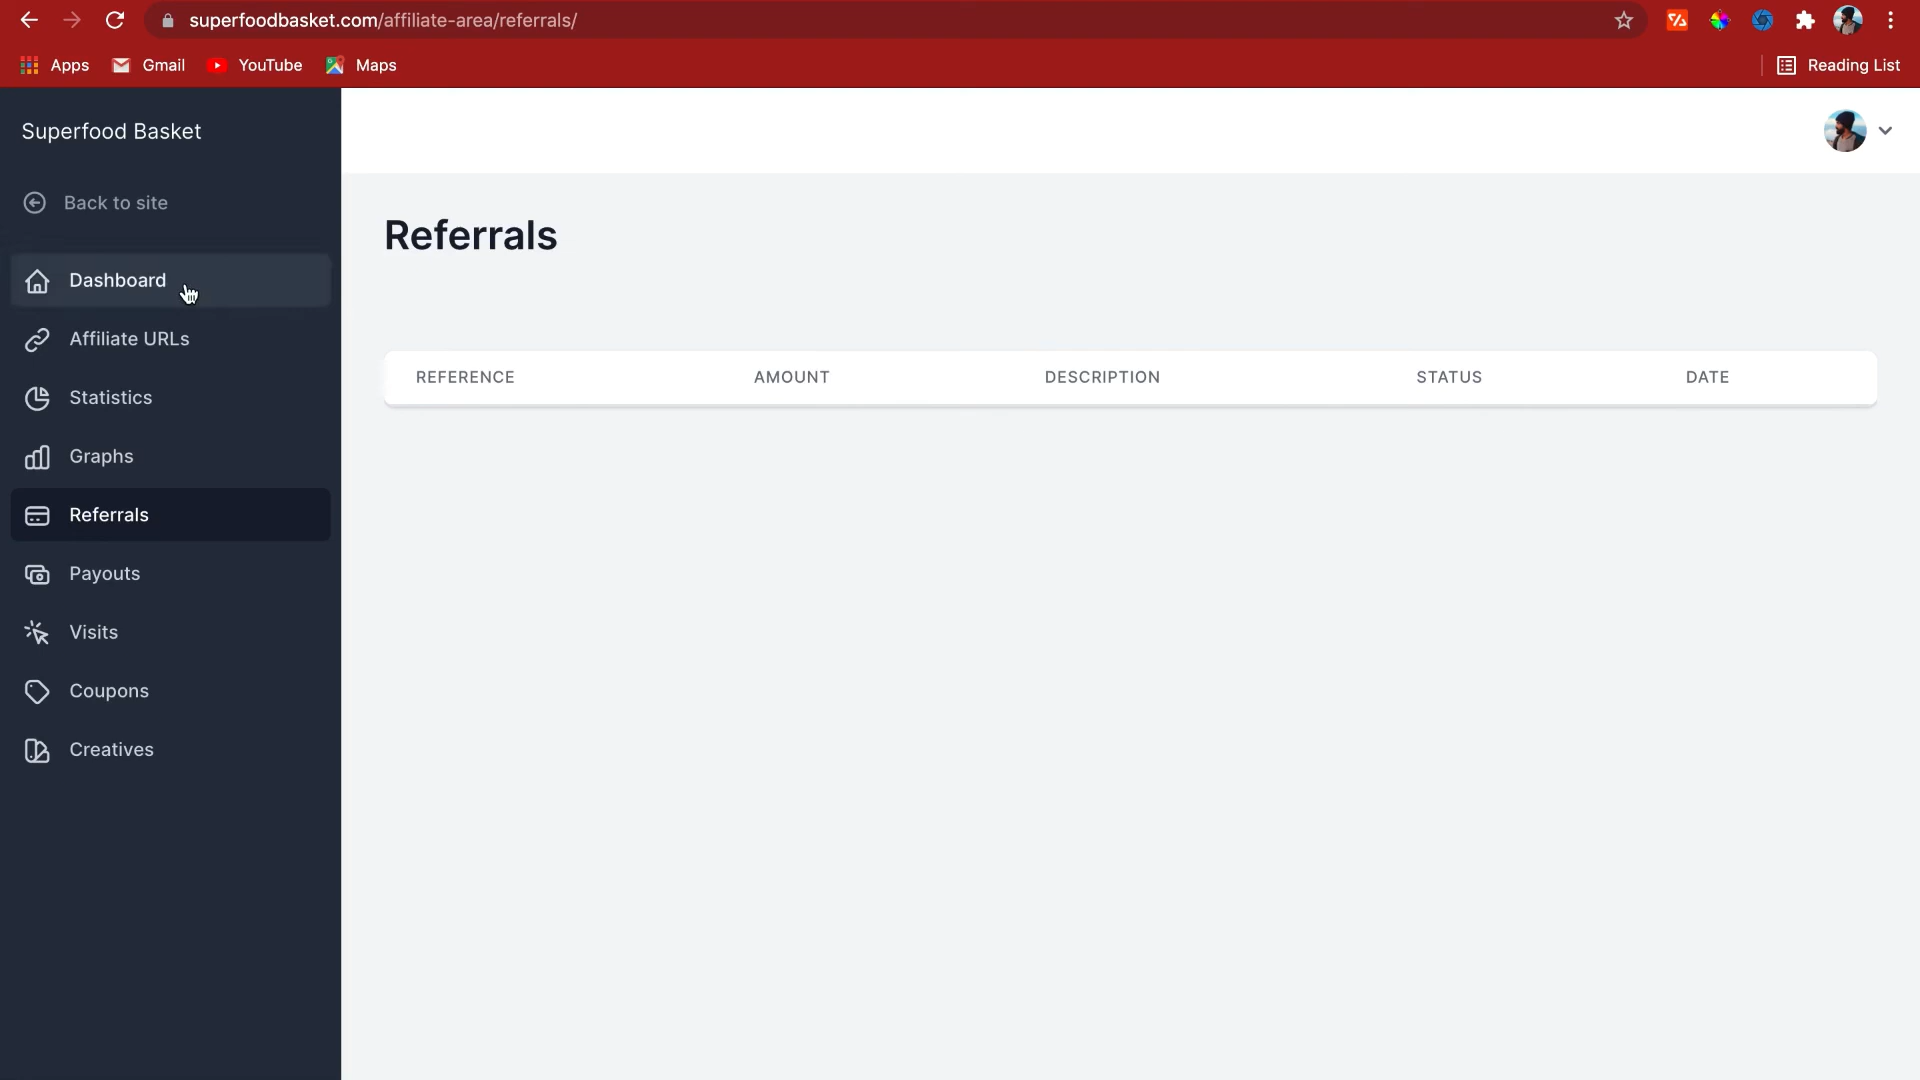 superfoodbasket.com/affiliate-area/referrals/
Apps
Gmail
YouTube
Maps
Reading List
Superfood Basket
Back to site
Dashboard
Affiliate URLs
Statistics
Graphs
Referrals
Payouts
Visits
Coupons
Creatives
Referrals
REFERENCE AMOUNT DESCRIPTION STATUS DATE